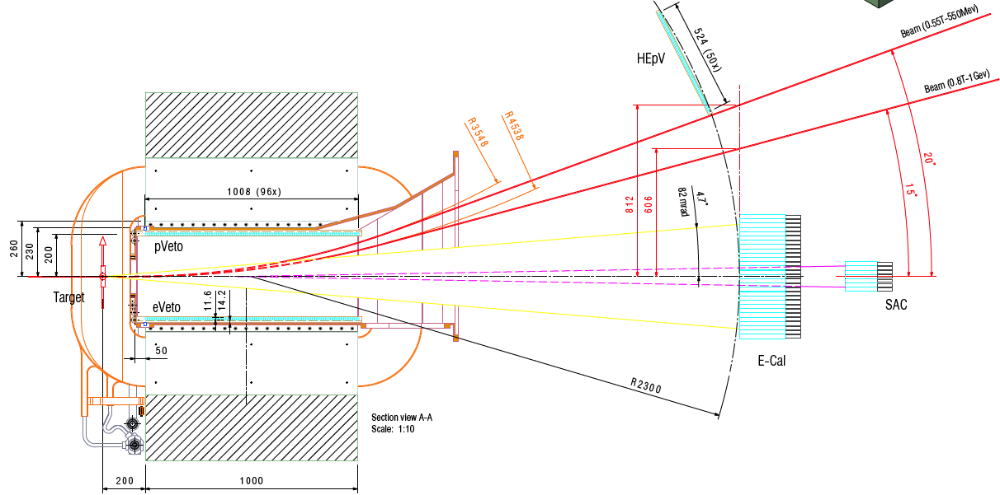 Beam (0.55T-550Mev)
524 (50x)
HEpV
Beam (0.8T-1Gev)
R3548
R4538
20°
15°
1008 (96x)
812
606
4.7°
82 mrad
260
230
200
pVeto
Target
11.6
14.2
eVeto
SAC
50
E-Cal
R2300
Section view A-A
Scale: 1:10
200
1000